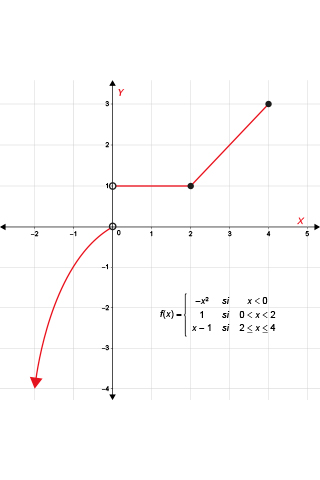 Y
3
2
1
X
−2
−1
0
1
2
3
4
5
−1
−2
−3
−4
f(x) =
−x² si x < 0
1 si 0 < x < 2
x − 1 si 2 ≤ x ≤ 4